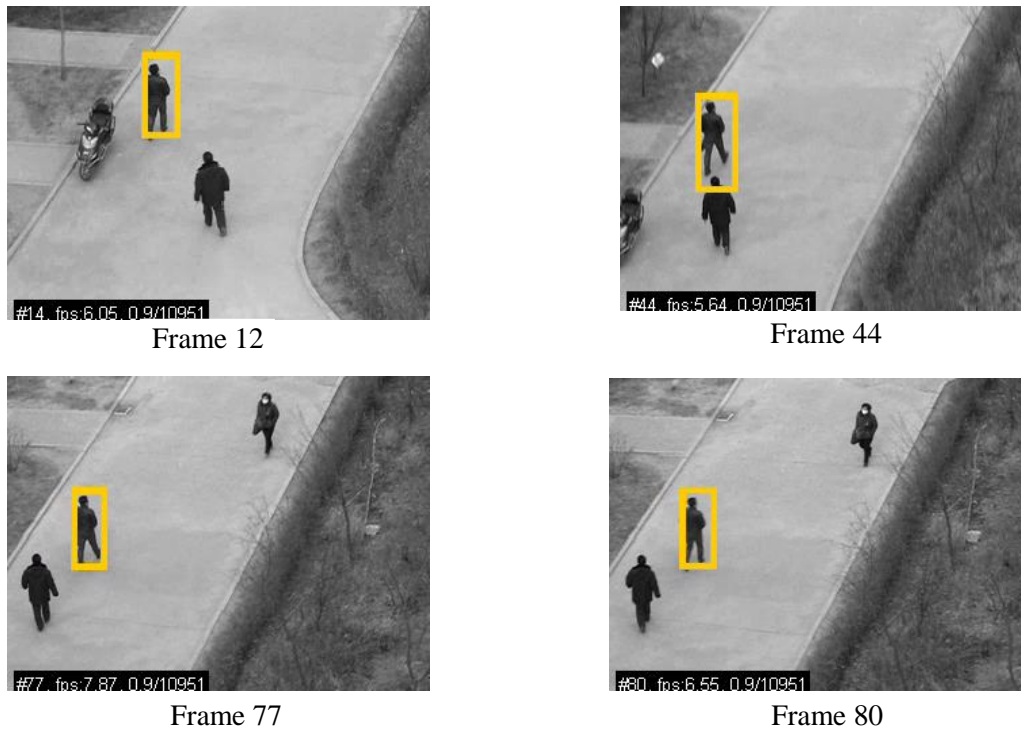 #14, fps:6.05, 0.9/10951
Frame 12
#44, fps:5.64, 0.9/10951
Frame 44
#77, fps:7.87, 0.9/10951
Frame 77
#80, fps:6.55, 0.9/10951
Frame 80